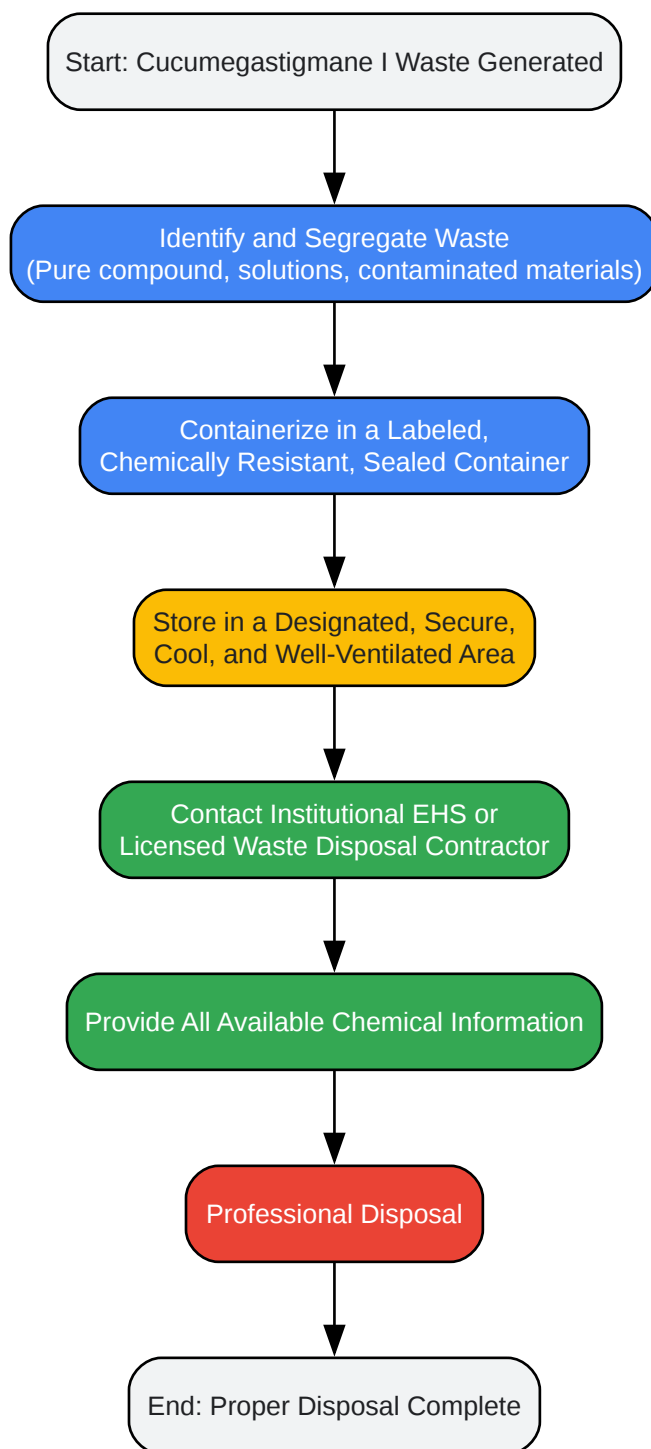 Start: Cucumegastigmane I Waste Generated
Identify and Segregate Waste
(Pure compound, solutions, contaminated materials)
Containerize in a Labeled,
Chemically Resistant, Sealed Container
Store in a Designated, Secure,
Cool, and Well-Ventilated Area
Contact Institutional EHS or
Licensed Waste Disposal Contractor
Provide All Available Chemical Information
Professional Disposal
End: Proper Disposal Complete